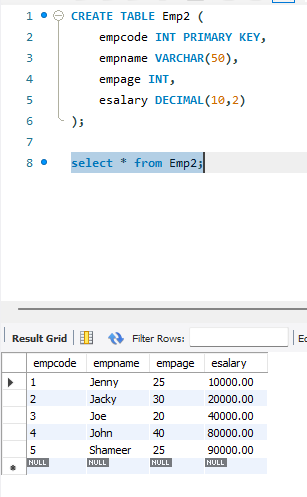 1 CREATE TABLE Emp2 (
2 empcode INT PRIMARY KEY,
3 empname VARCHAR(50),
4 empage INT,
5 esalary DECIMAL(10,2)
6 );
7
8 select * from Emp2;
Result Grid Filter Rows:
empcode empname empage esalary
1 Jenny 25 10000.00
2 Jacky 30 20000.00
3 Joe 20 40000.00
4 John 40 80000.00
5 Shameer 25 90000.00
NULL NULL NULL NULL